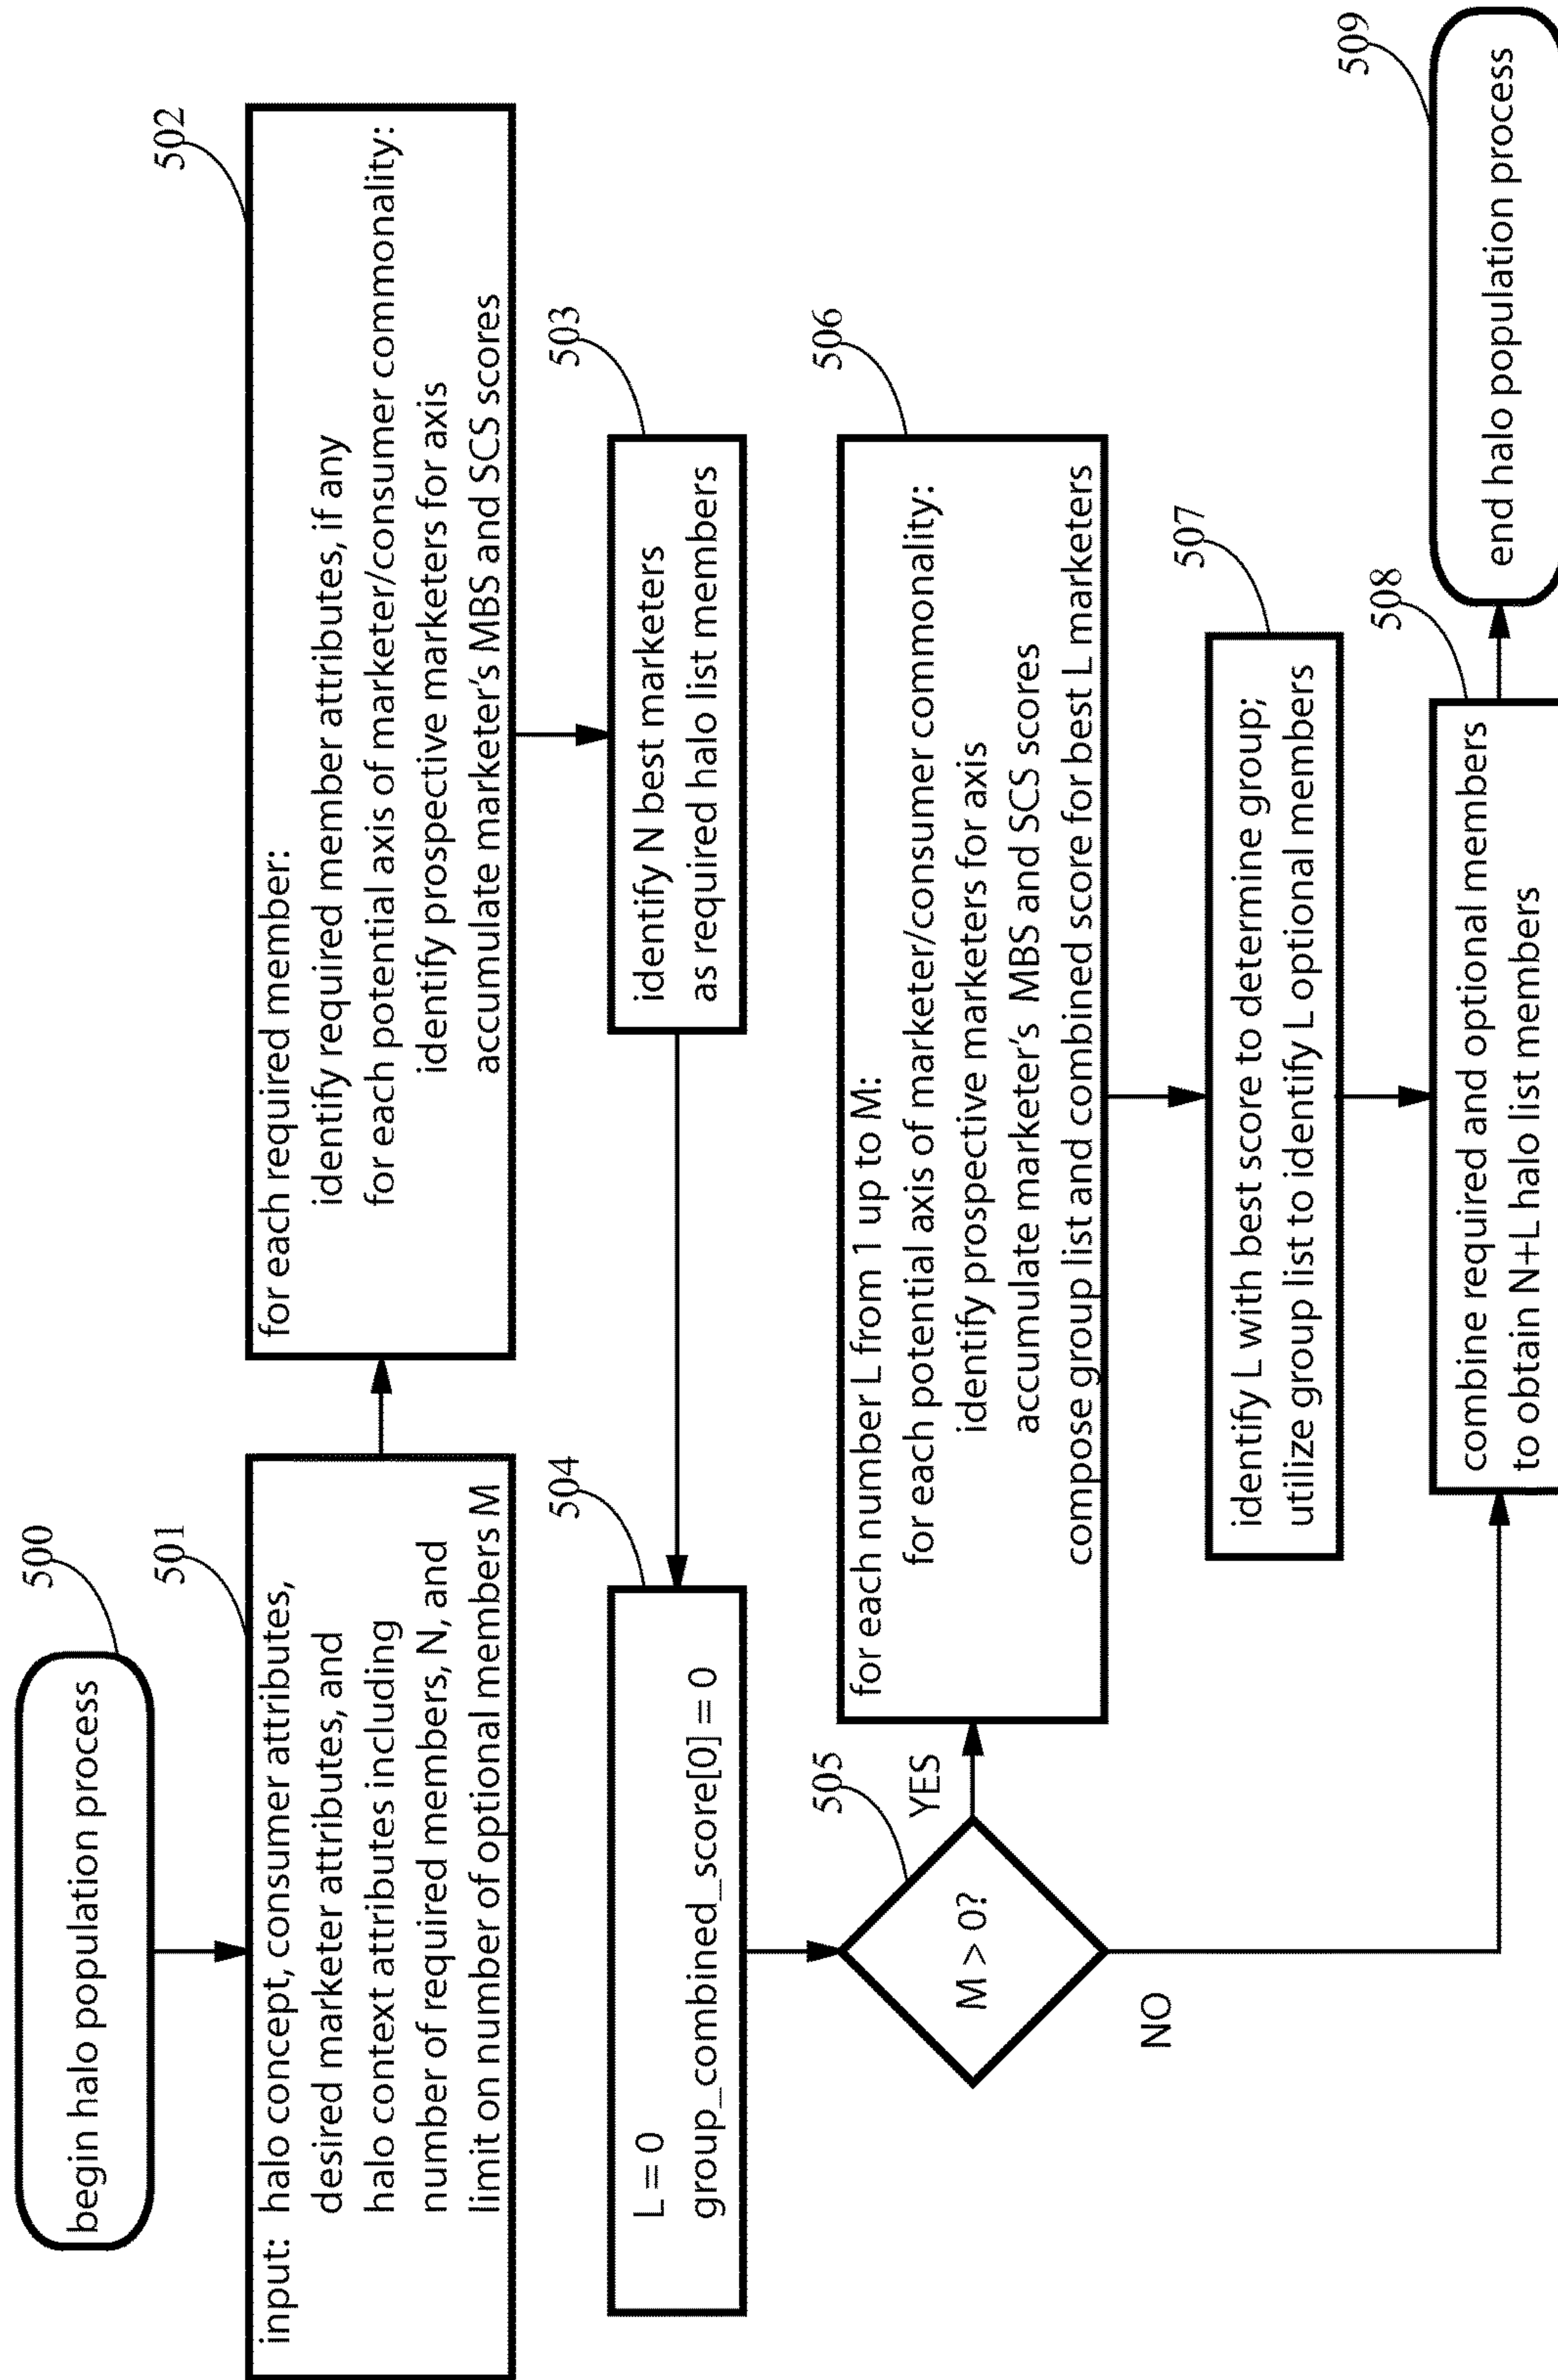 500
begin halo population process
501
input: halo concept, consumer attributes,
desired marketer attributes, and
halo context attributes including
number of required members, N, and
limit on number of optional members M
502
for each required member:
identify required member attributes, if any
for each potential axis of marketer/consumer commonality:
identify prospective marketers for axis
accumulate marketer's MBS and SCS scores
503
identify N best marketers
as required halo list members
504
L = 0
group_combined_score[0] = 0
505
M > 0?
YES
NO
506
for each number L from 1 up to M:
for each potential axis of marketer/consumer commonality:
identify prospective marketers for axis
accumulate marketer's MBS and SCS scores
compose group list and combined score for best L marketers
507
identify L with best score to determine group;
utilize group list to identify L optional members
508
combine required and optional members
to obtain N+L halo list members
509
end halo population process